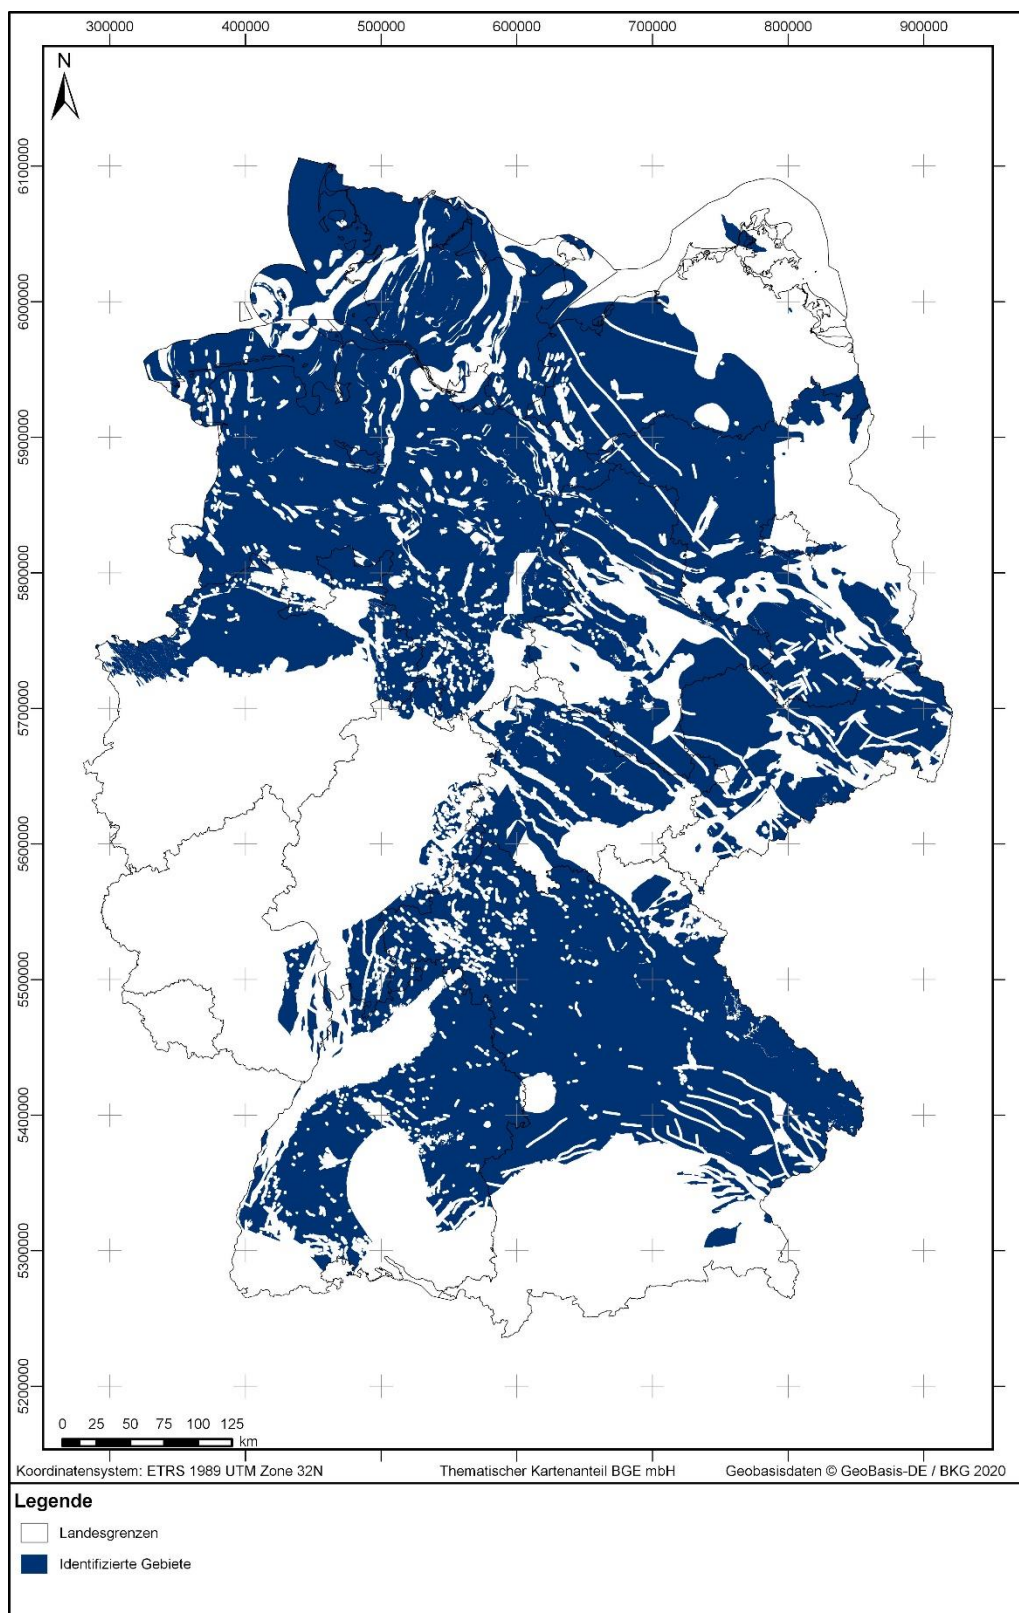 300000 400000 500000 600000 700000 800000 900000
N
6100000
6000000
5900000
5800000
5700000
5600000
5500000
5400000
5300000
5200000
0 25 50 75 100 125
km
Koordinatensystem: ETRS 1989 UTM Zone 32N Thematischer Kartenanteil BGE mbH Geobasisdaten © GeoBasis-DE / BKG 2020
Legende
Landesgrenzen
Identifizierte Gebiete